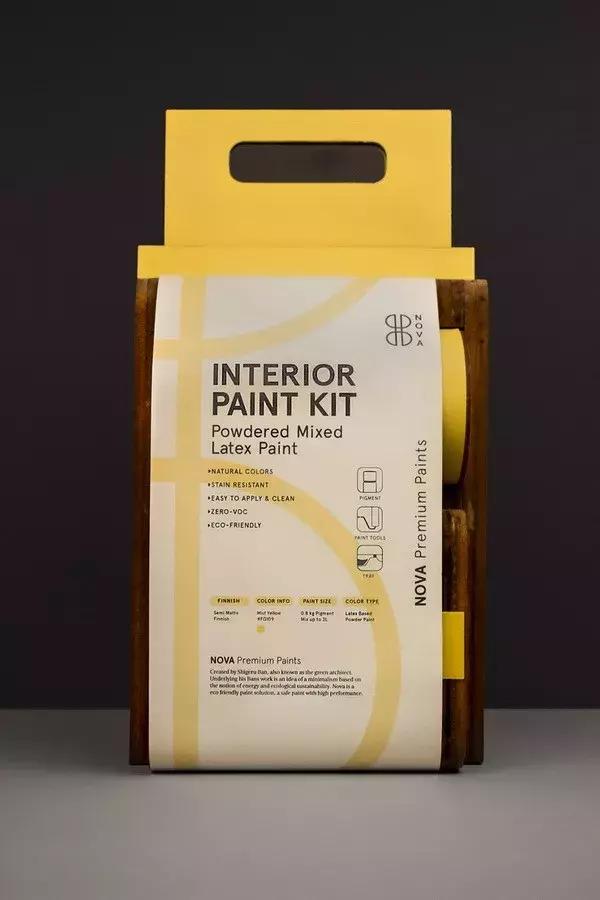 NOVA
INTERIOR
PAINT KIT
Powdered Mixed
Latex Paint
NATURAL COLORS
STAIN RESISTANT
EASY TO APPLY & CLEAN
ZERO-VOC
ECO-FRIENDLY
PIGMENT
PAINT TOOLS
TRAY
NOVA Premium Paints
FINNISH COLOR INFO PAINT SIZE COLOR TYPE
Semi Matte Mist Yellow 0.8 kg Pigment Latex Based
Finnish Mix up to 3L Powder Paint
NOVA Premium Paints
Created by Shigeru Ban, also known as the green architect.
Underlying his Bans work is an idea of a minimalism based on
the notion of energy and ecological sustainability. Nova is a
eco friendly paint solution, a safe paint with high performance.